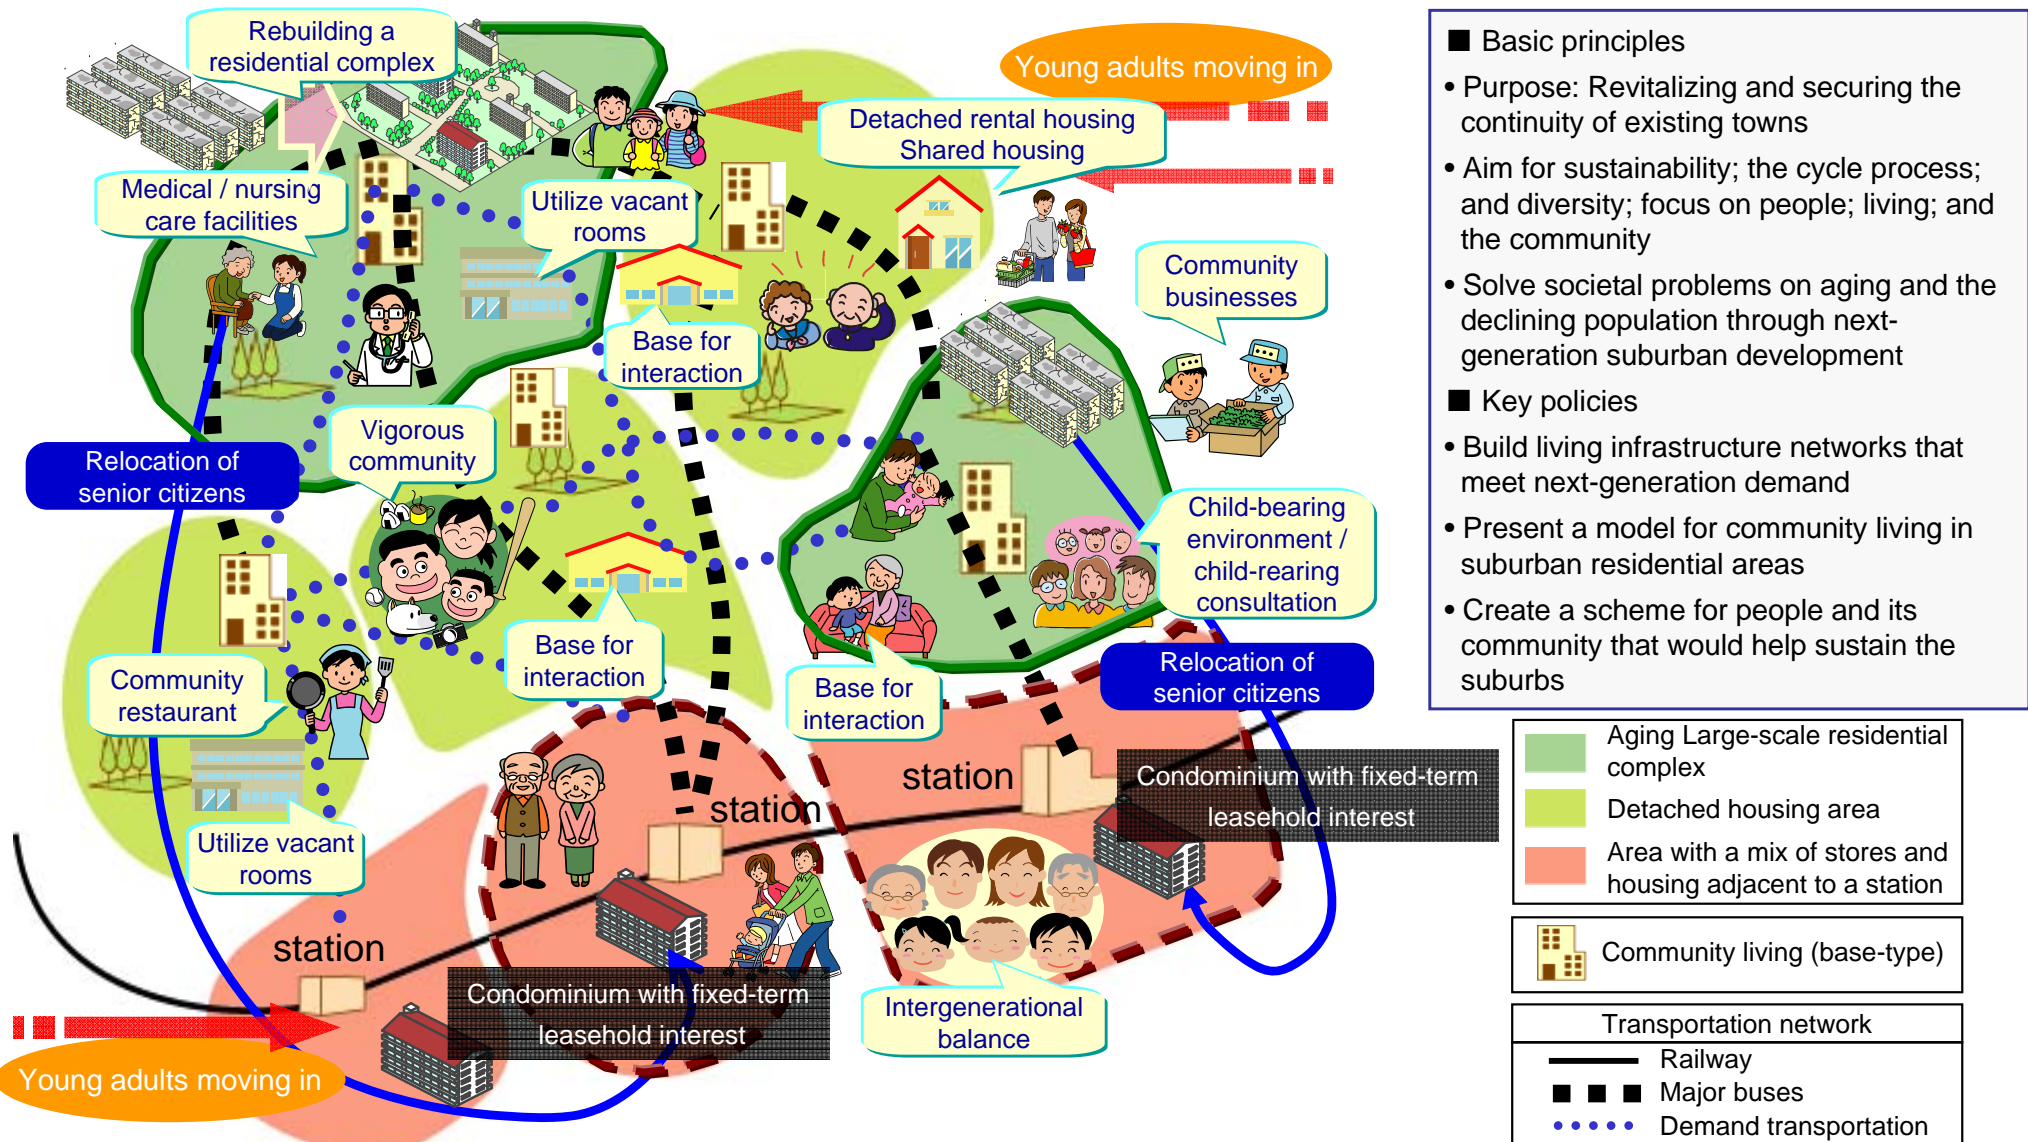 Rebuilding a
residential complex
Young adults moving in
Detached rental housing
Shared housing
Medical / nursing
care facilities
Utilize vacant
rooms
Community
businesses
Base for
interaction
Vigorous
community
Relocation of
senior citizens
Child-bearing
environment /
child-rearing
consultation
Base for
interaction
Community
restaurant
Base for
interaction
Relocation of
senior citizens
station
Condominium with fixed-term
leasehold interest
station
Utilize vacant
rooms
station
Condominium with fixed-term
leasehold interest
Intergenerational
balance
Young adults moving in
■ Basic principles
• Purpose: Revitalizing and securing the
continuity of existing towns
• Aim for sustainability; the cycle process;
and diversity; focus on people; living; and
the community
• Solve societal problems on aging and the
declining population through next-
generation suburban development
■ Key policies
• Build living infrastructure networks that
meet next-generation demand
• Present a model for community living in
suburban residential areas
• Create a scheme for people and its
community that would help sustain the
suburbs
Aging Large-scale residential
complex
Detached housing area
Area with a mix of stores and
housing adjacent to a station
Community living (base-type)
Transportation network
Railway
Major buses
Demand transportation